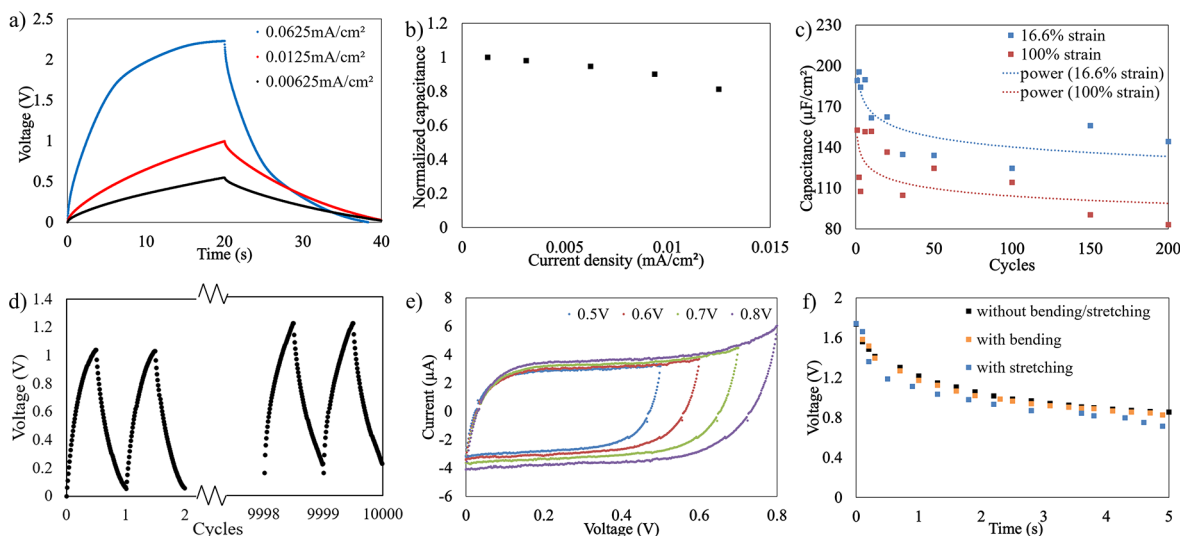 a)
2.5
2
1.5
1
0.5
0
Voltage (V)
0.0625mA/cm²
0.0125mA/cm²
0.00625mA/cm²
0
10
20
30
40
Time (s)
b)
1.2
1
0.8
0.6
0.4
0.2
0
Normalized capacitance
0.005
0.01
0.015
Current density (mA/cm²)
c)
230
200
170
140
110
80
Capacitance (µF/cm²)
16.6% strain
100% strain
power (16.6% strain)
power (100% strain)
0
50
100
150
200
Cycles
d)
1.4
1.2
1
0.8
0.6
0.4
0.2
0
Voltage (V)
0
1
2
9998
9999
10000
Cycles
e)
8
6
4
2
0
-2
-4
-6
Current (µA)
0.5V
0.6V
0.7V
0.8V
0
0.2
0.4
0.6
0.8
Voltage (V)
f)
2
1.6
1.2
0.8
0.4
0
Voltage (V)
without bending/stretching
with bending
with stretching
0
1
2
3
4
5
Time (s)